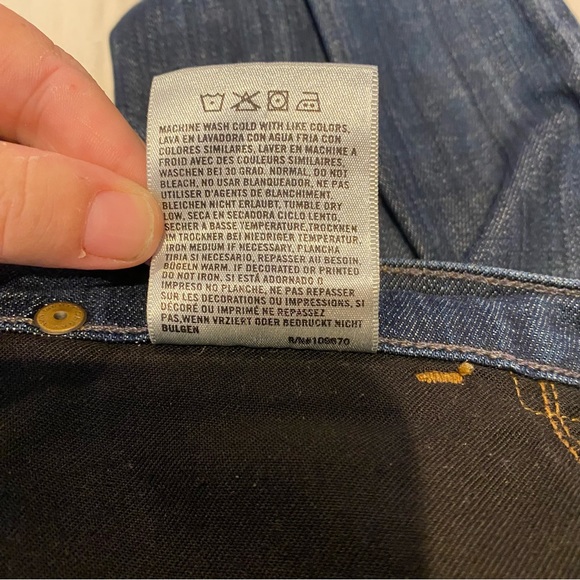 MACHINE WASH COLD WITH LIKE COLORS,
LAVA EN LAVADORA CON AGUA FRIA CON
COLORES SIMILARES, LAVER EN MACHINE A
FROID AVEC DES COULEURS SIMILAIRES,
WASCHEN BEI 30 GRAD. NORMAL, DO NOT
BLEACH, NO USAR BLANQUEADOR, NE PAS
UTILISER D'AGENTS DE BLANCHIMENT,
BLEICHEN NICHT ERLAUBT, TUMBLE DRY
LOW, SECA EN SECADORA CICLO LENTO,
SECHER A BASSE TEMPERATURE,TROCKEN
IM TROCKNER BEI NIEDRIGER TEMPERATUR.
IRON MEDIUM IF NECESSARY, PLANCHA
TIBIA SI NECESARIO, REPASSER AU BESOIN
BÜGELN WARM. IF DECORATED OR PRINTED
DO NOT IRON. SI ESTÁ ADORNADO O
IMPRESO NO PLANCHE, NE PAS REPASSER
SUR LES DECORATIONS OU IMPRESSIONS, SI
DÉCORÉ OU IMPRIMÉ NE REPASSEZ
PAS,WENN VRZIERT ODER BEDRUCKT NICHT
BULGEN
R/N#109670